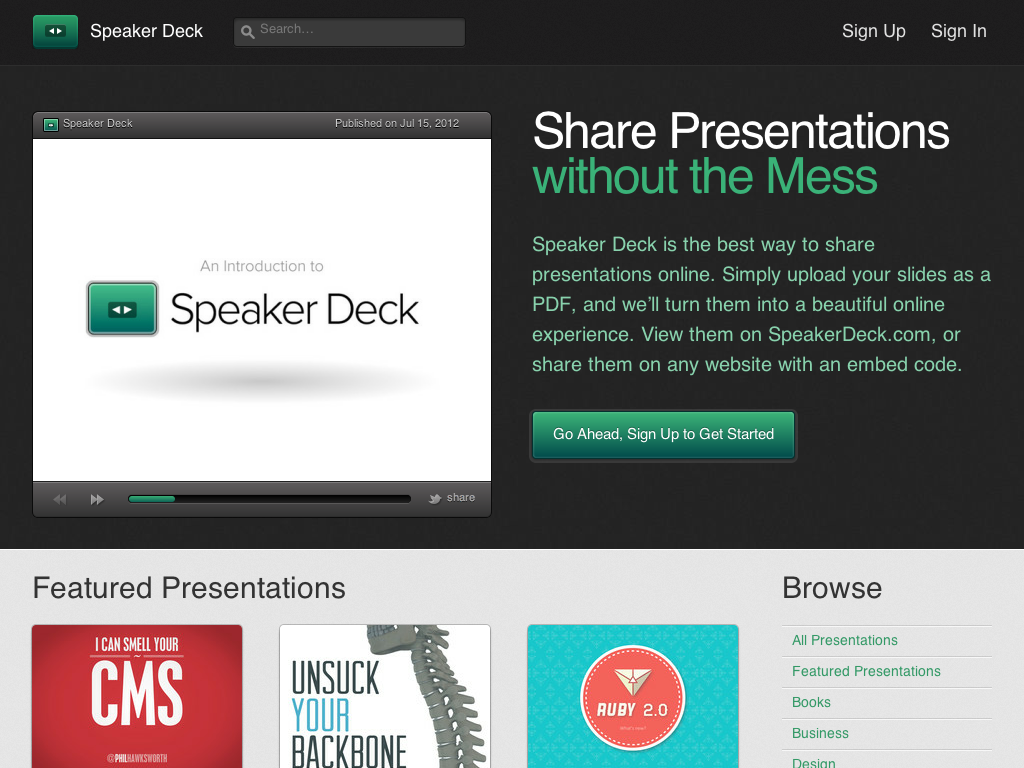 Speaker Deck
Search...
Sign Up
Sign In
Speaker Deck
Published on Jul 15, 2012
An Introduction to
Speaker Deck
share
Share Presentations
without the Mess
Speaker Deck is the best way to share
presentations online. Simply upload your slides as a
PDF, and we'll turn them into a beautiful online
experience. View them on SpeakerDeck.com, or
share them on any website with an embed code.
Go Ahead, Sign Up to Get Started
Featured Presentations
I CAN SMELL YOUR
~
CMS
@PHILHAWKSWORTH
UNSUCK
YOUR
BACKBONE
RUBY 2.0
What's new?
Browse
All Presentations
Featured Presentations
Books
Business
Design